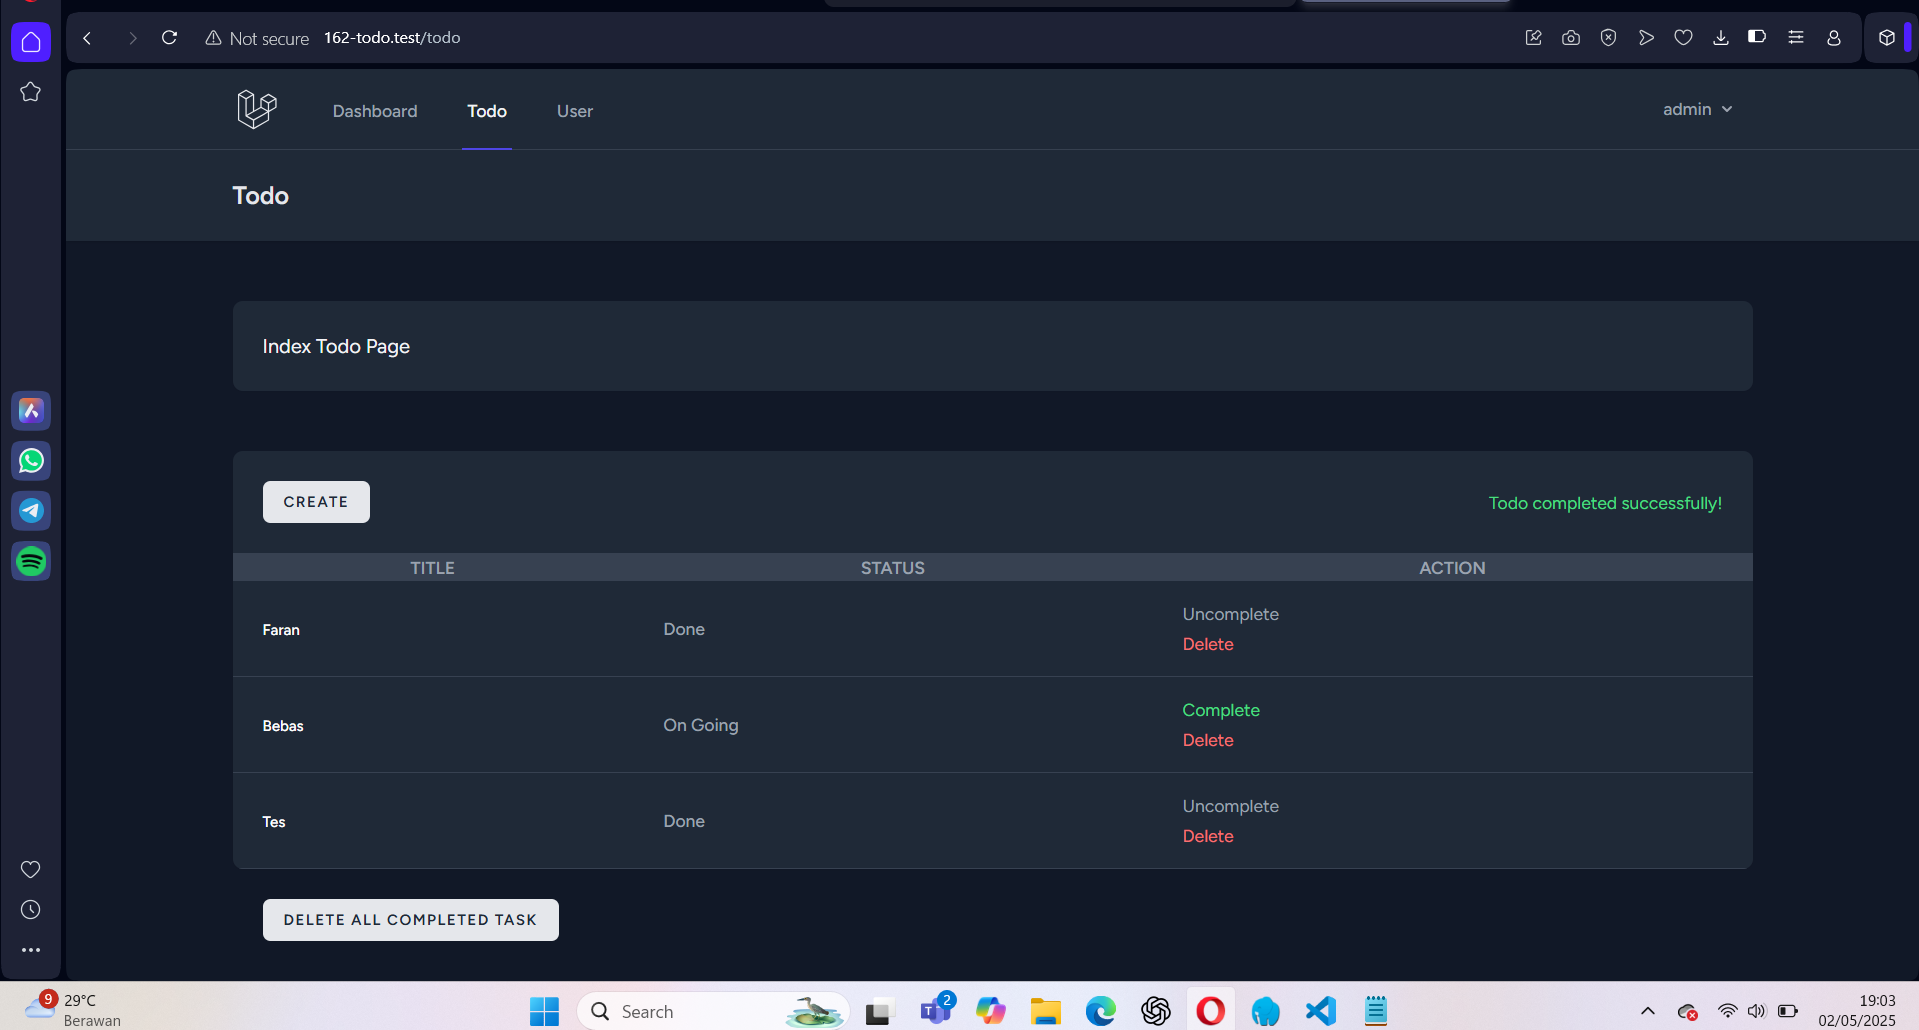 Not secure 162-todo.test/todo
Dashboard Todo User admin
Todo
Index Todo Page
CREATE Todo completed successfully!
TITLE STATUS ACTION
Faran Done Uncomplete
Delete
Bebas On Going Complete
Delete
Tes Done Uncomplete
Delete
DELETE ALL COMPLETED TASK
9 29°C
Berawan
Search
2
19:03
02/05/2025